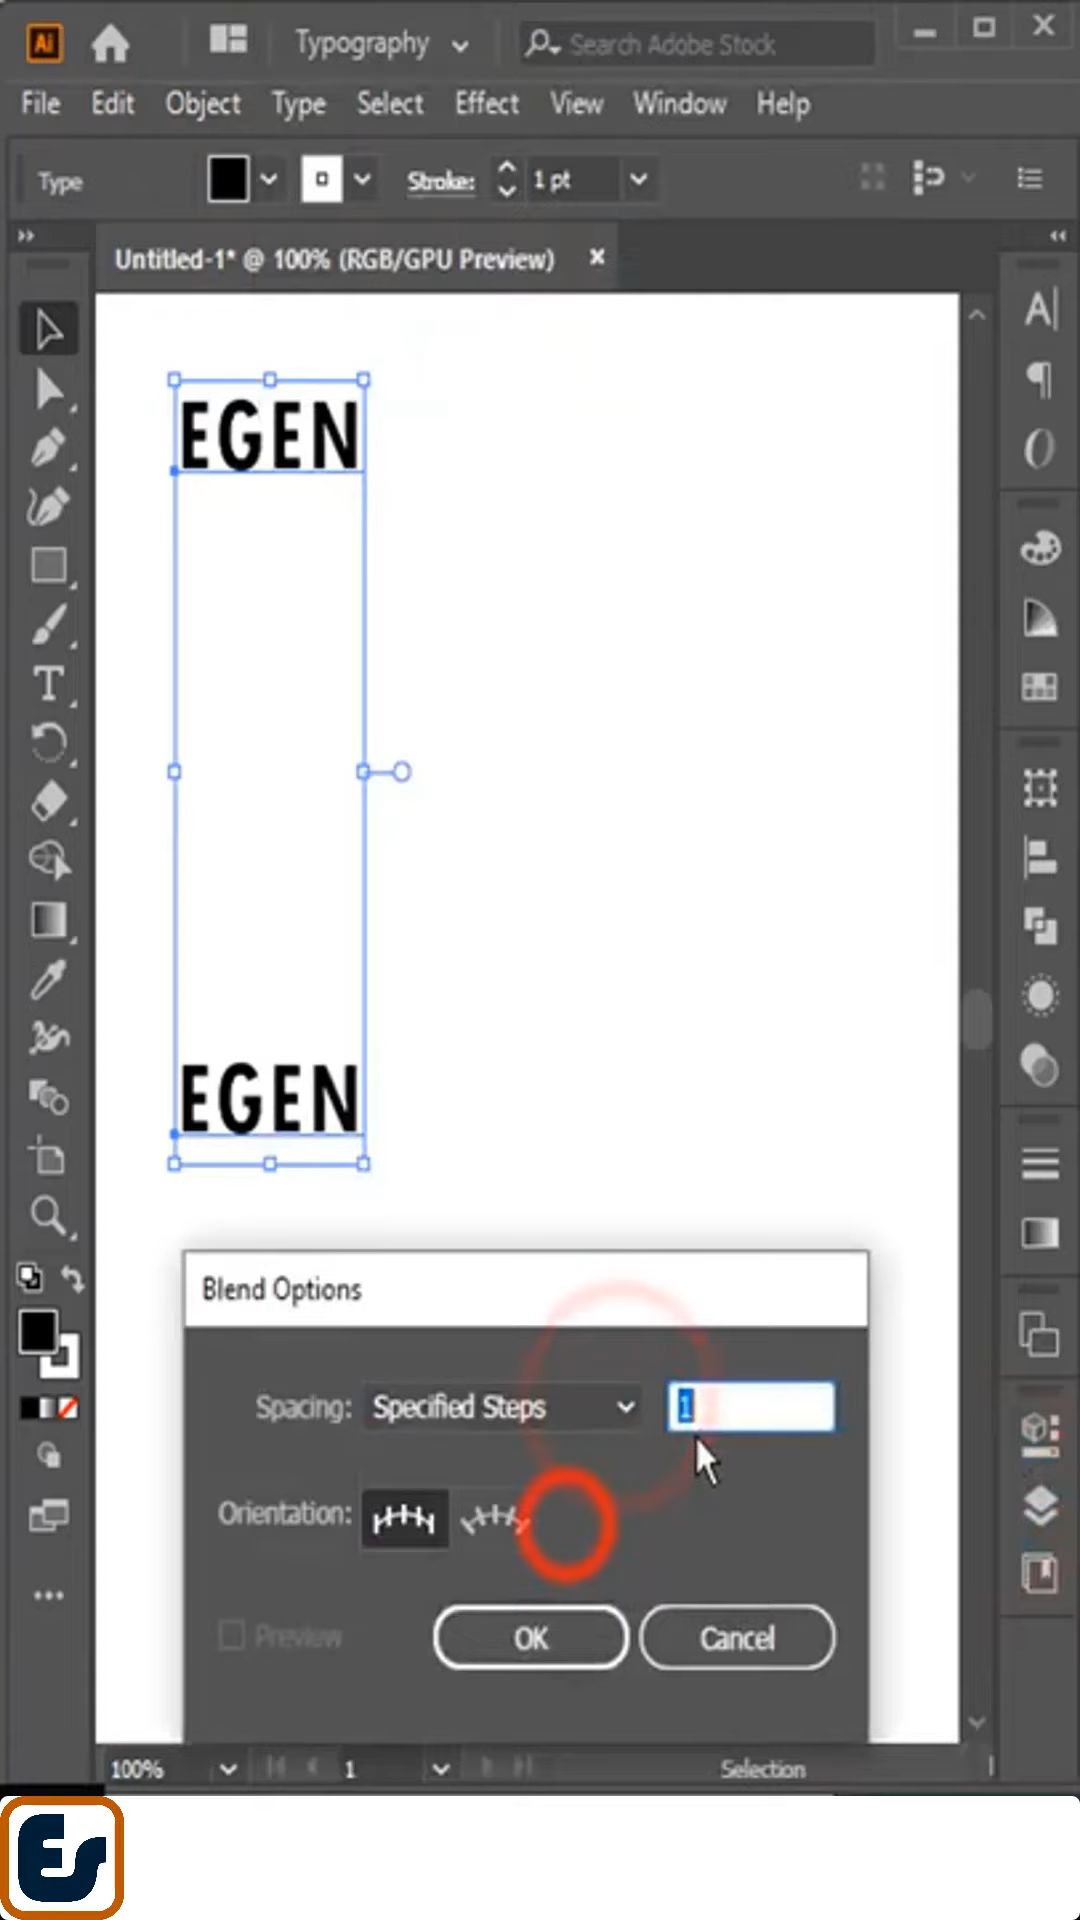 Ai Typography Search Adobe Stock
File Edit Object Type Select Effect View Window Help
Type Stroke: 1 pt
Untitled-1* @ 100% (RGB/GPU Preview) ×
EGEN
EGEN
Blend Options
Spacing: Specified Steps 1
Orientation:
Preview OK Cancel
100% 1 Selection
Es